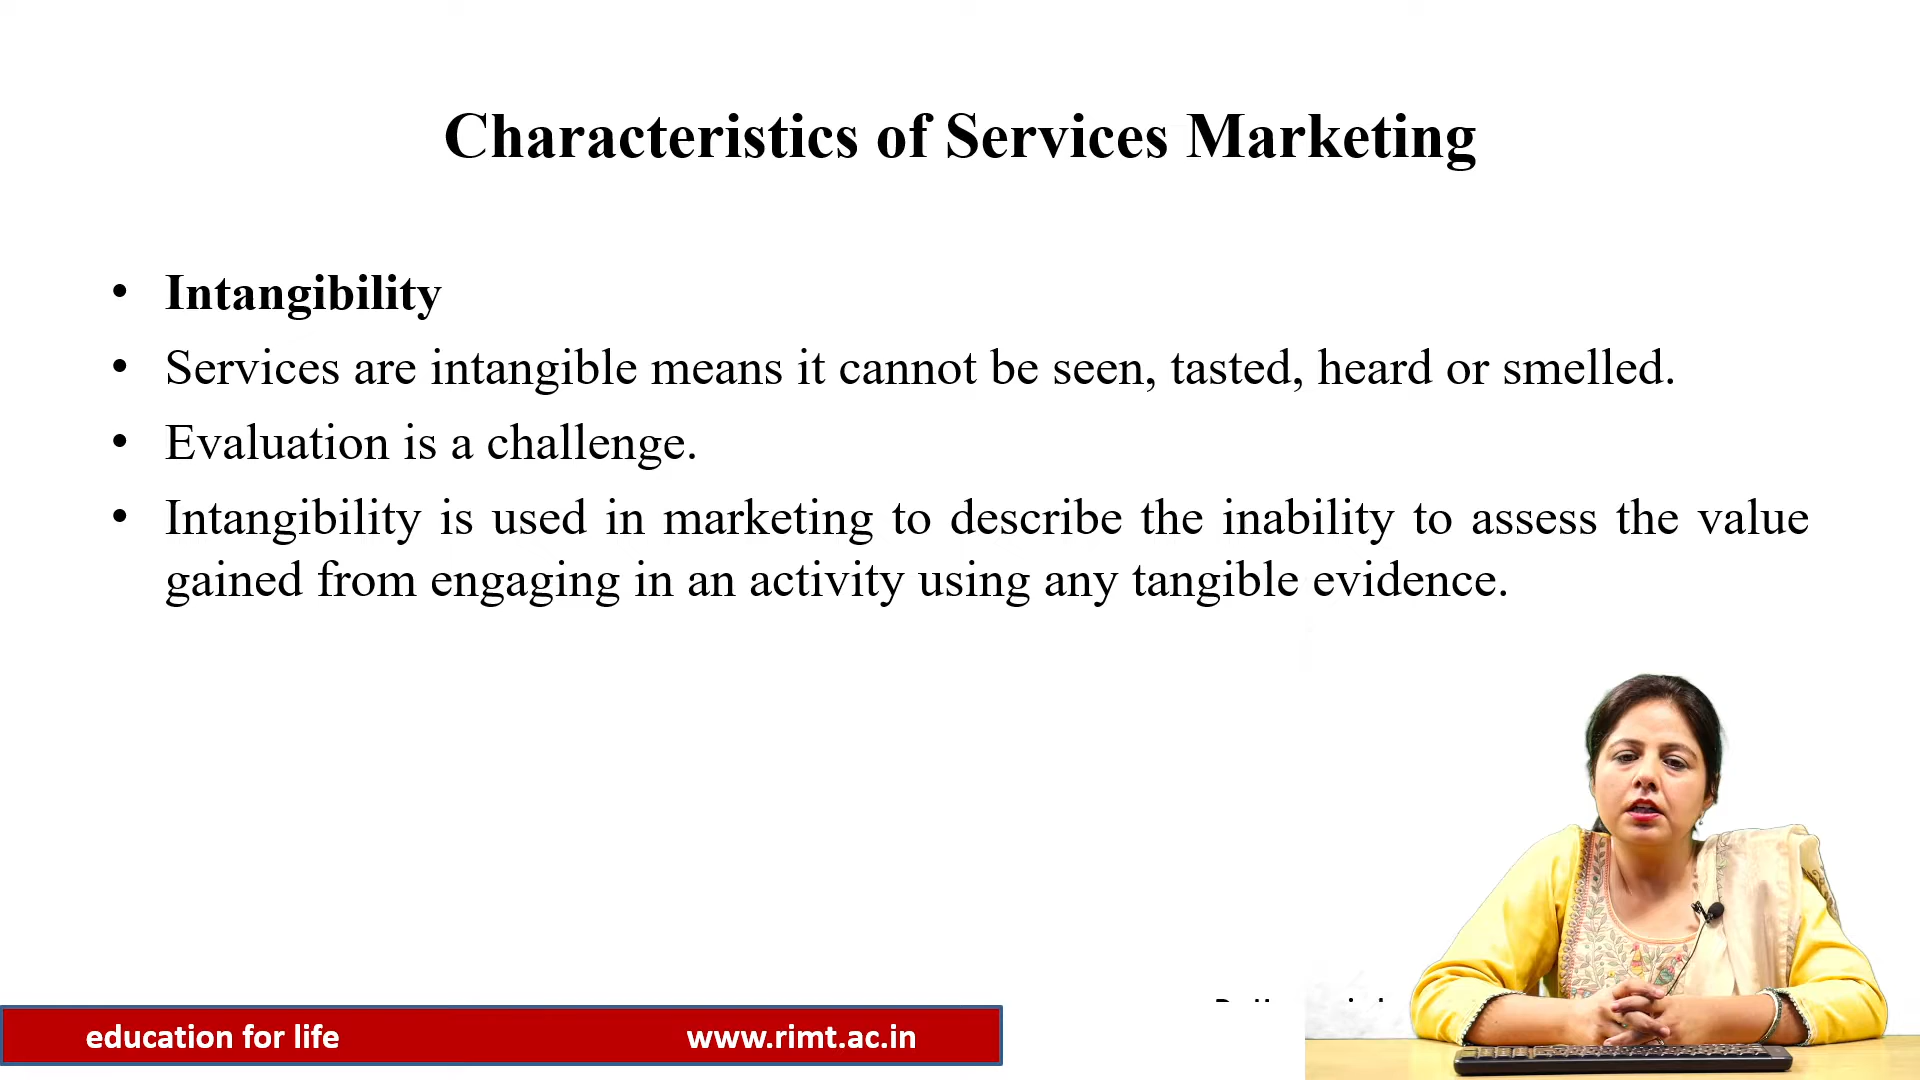 Characteristics of Services Marketing
• Intangibility
• Services are intangible means it cannot be seen, tasted, heard or smelled.
• Evaluation is a challenge.
• Intangibility is used in marketing to describe the inability to assess the value
gained from engaging in an activity using any tangible evidence.
education for life www.rimt.ac.in